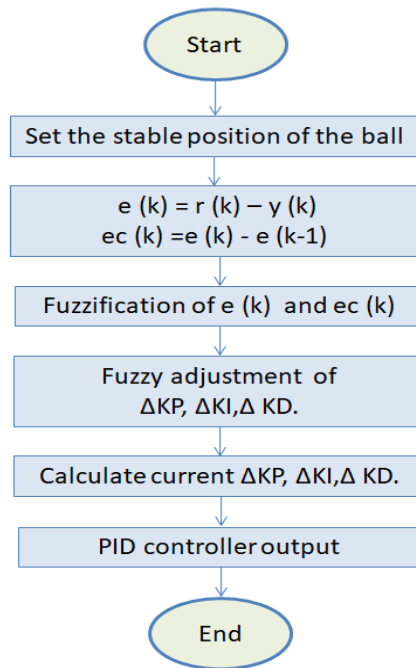 Start
Set the stable position of the ball
e (k) = r (k) – y (k)
ec (k) =e (k) - e (k-1)
Fuzzification of e (k) and ec (k)
Fuzzy adjustment of
ΔKP, ΔKI,Δ KD.
Calculate current ΔKP, ΔKI,Δ KD.
PID controller output
End